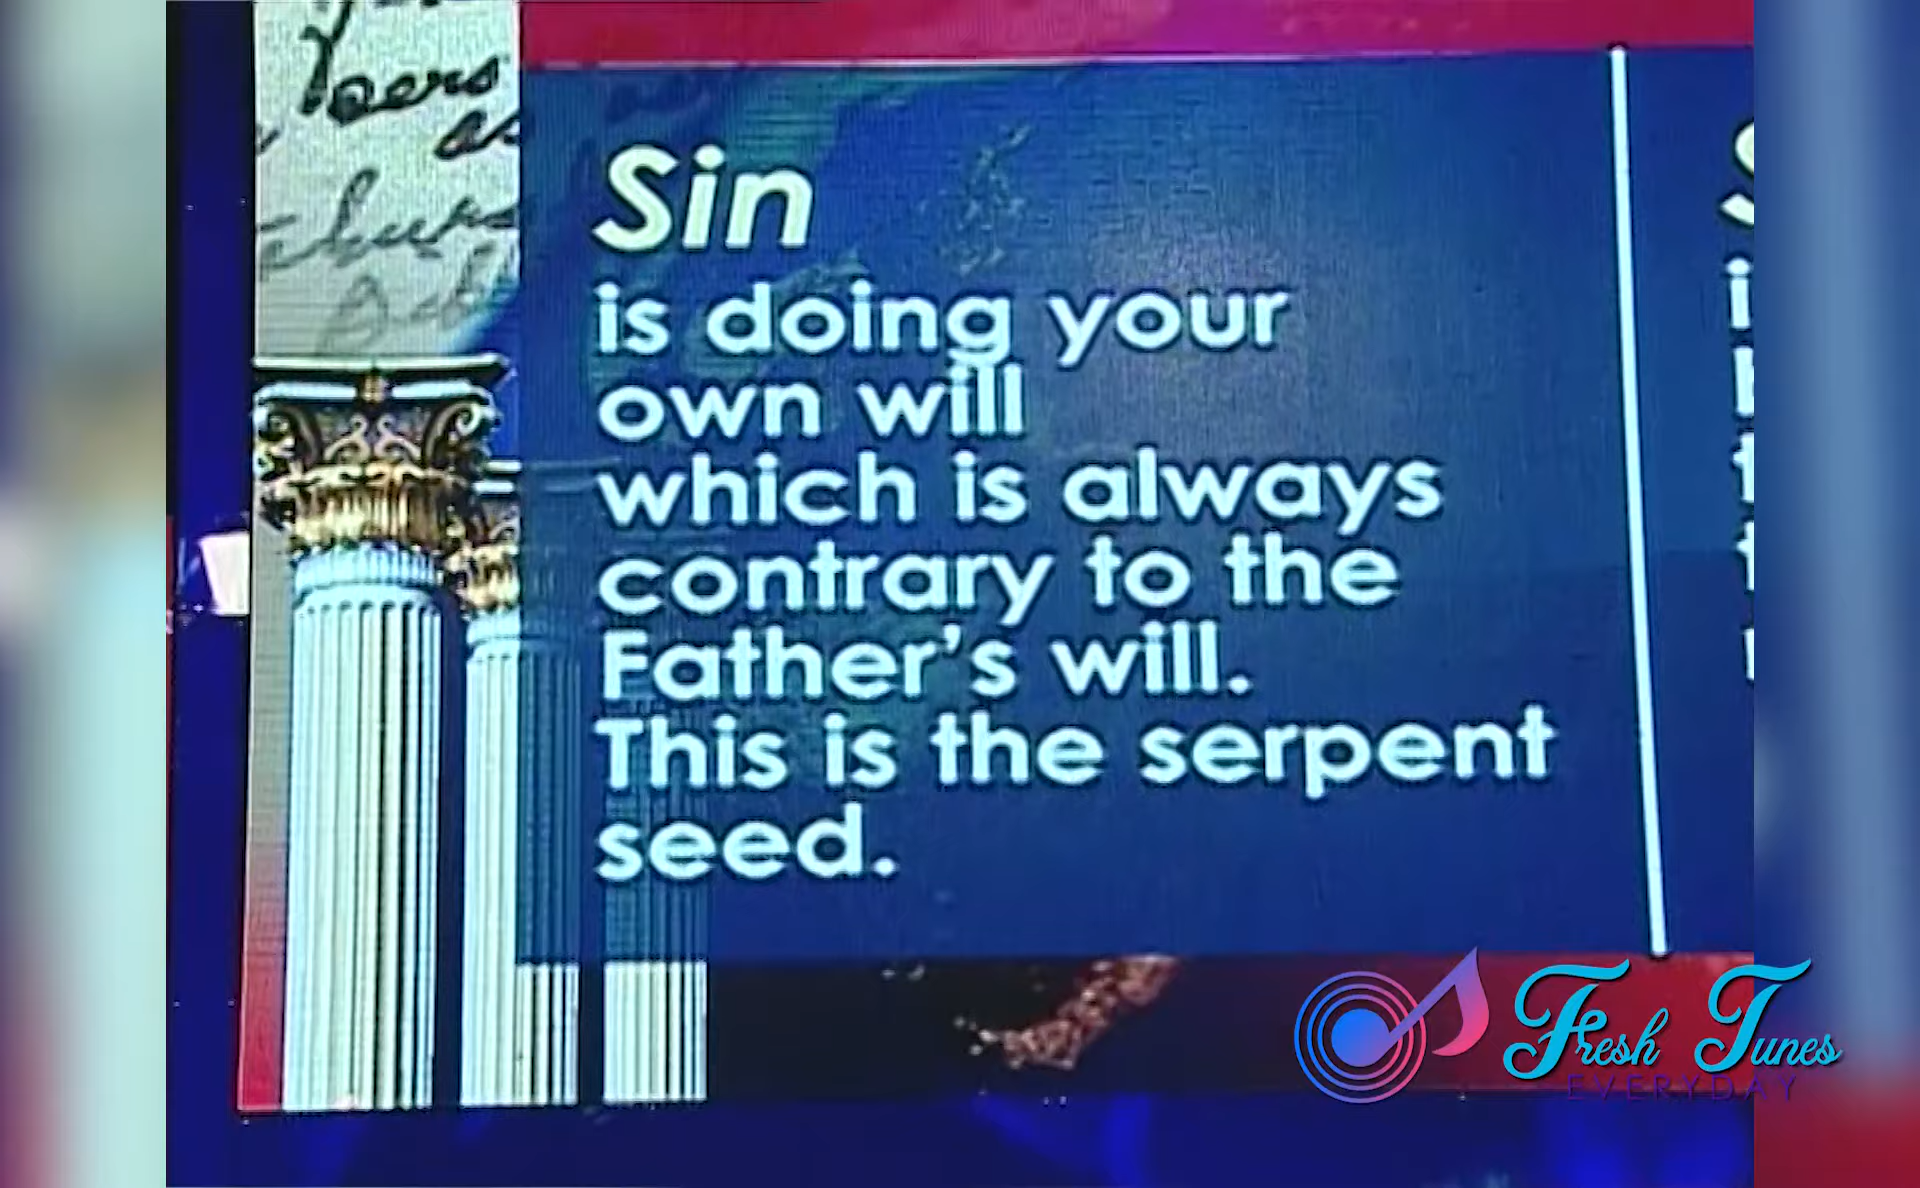 as
Sin
is doing your
own will
which is always
contrary to the
Father's will.
This is the serpent
seed.
Fresh Tunes
EVERYDAY